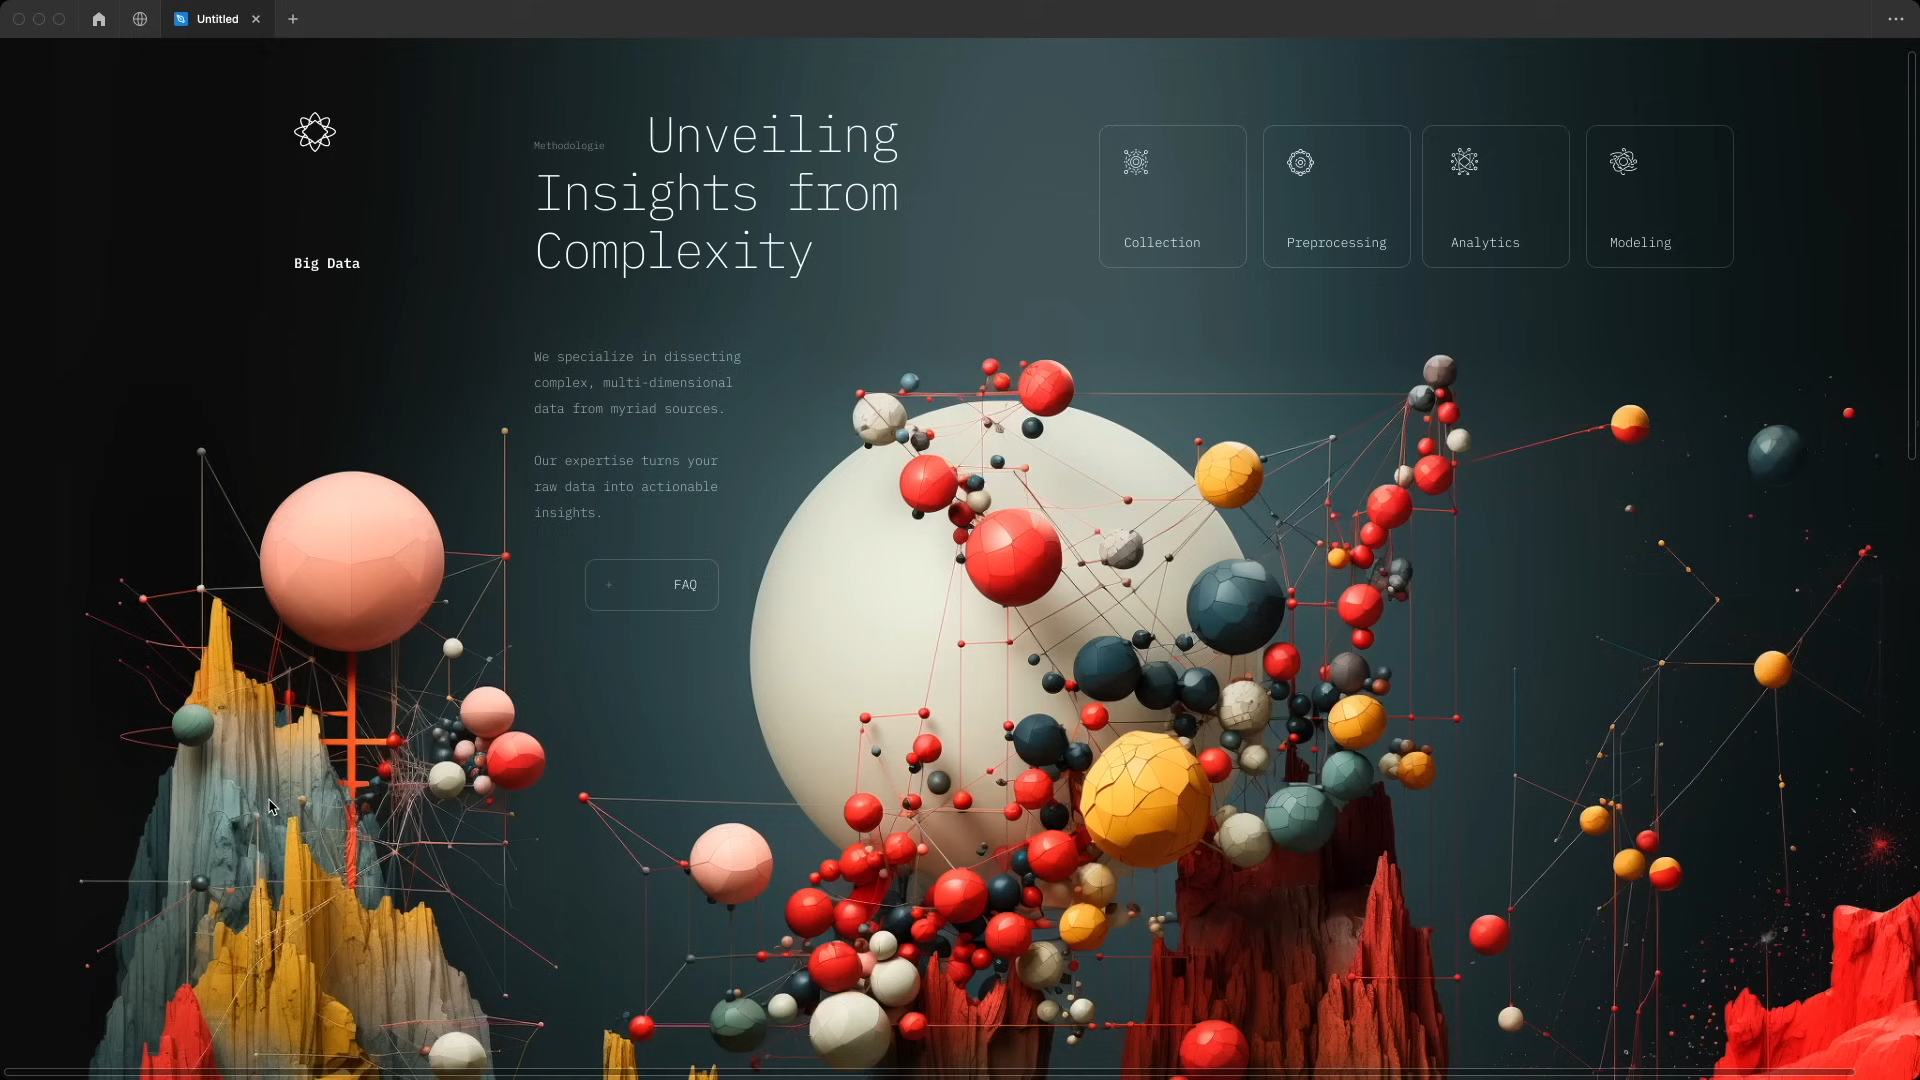 Untitled
Methodologie
Unveiling
Insights from
Complexity
Big Data
Collection
Preprocessing
Analytics
Modeling
We specialize in dissecting
complex, multi-dimensional
data from myriad sources.
Our expertise turns your
raw data into actionable
insights.
+ FAQ